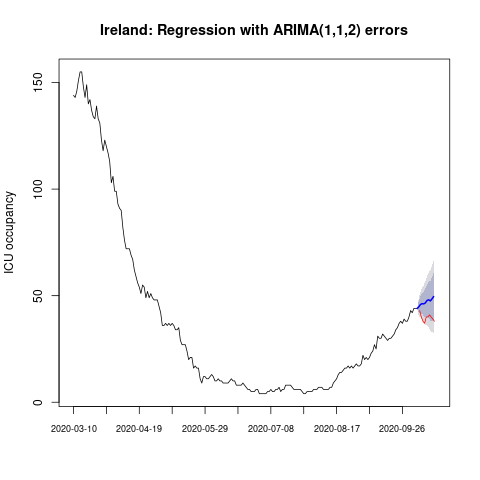 Ireland: Regression with ARIMA(1,1,2) errors
ICU occupancy
150
100
50
0
2020-03-10 2020-04-19 2020-05-29 2020-07-08 2020-08-17 2020-09-26